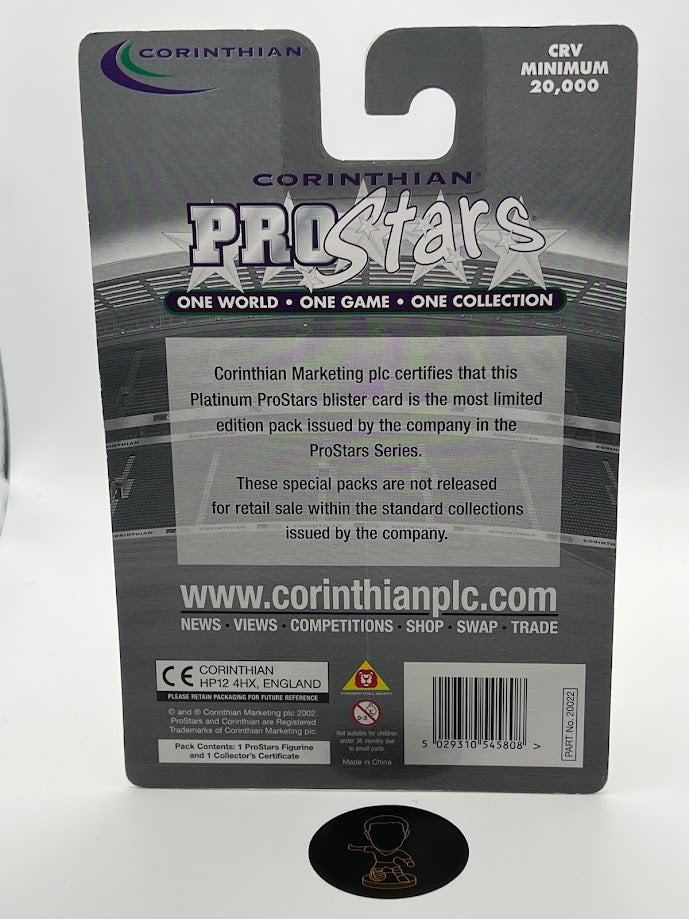 CORINTHIAN
CRV
MINIMUM
20,000
CORINTHIAN®
PROStars®
ONE WORLD • ONE GAME • ONE COLLECTION
Corinthian Marketing plc certifies that this
Platinum ProStars blister card is the most limited
edition pack issued by the company in the
ProStars Series.
These special packs are not released
for retail sale within the standard collections
issued by the company.
CORINTHIAN
www.corinthianplc.com
NEWS · VIEWS · COMPETITIONS · SHOP · SWAP · TRADE
CE CORINTHIAN
HP12 4HX, ENGLAND
PLEASE RETAIN PACKAGING FOR FUTURE REFERENCE
© and ® Corinthian Marketing plc 2002.
ProStars and Corinthian are Registered
Trademarks of Corinthian Marketing plc.
Pack Contents: 1 ProStars Figurine
and 1 Collector's Certificate
0-3
Not suitable for children
under 36 months due
to small parts.
Made in China
5 029310 545808 >
PART No. 20022